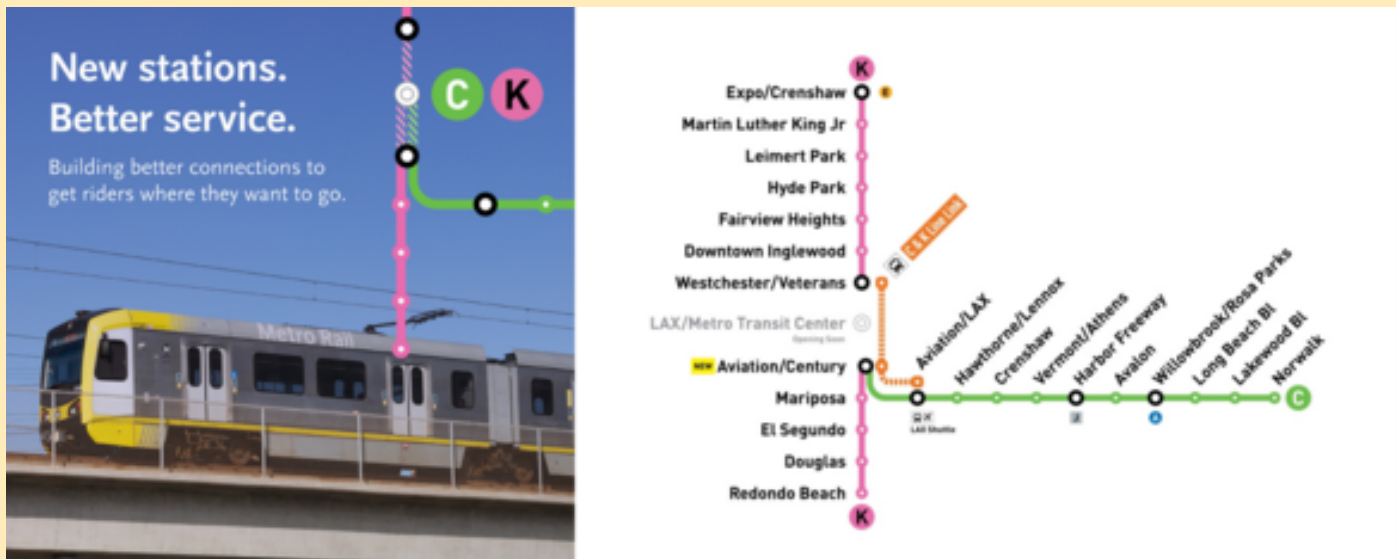 New stations.
Better service.
Building better connections to
get riders where they want to go.
C K
Metro Rail
K
Expo/Crenshaw E
Martin Luther King Jr
Leimert Park
Hyde Park
Fairview Heights
Downtown Inglewood
Westchester/Veterans
C & K Line Link
LAX/Metro Transit Center
Opening Soon
NEW Aviation/Century
Mariposa
El Segundo
Douglas
Redondo Beach
K
Aviation/LAX
LAX Shuttle
Hawthorne/Lennox
Crenshaw
Vermont/Athens
Harbor Freeway
J
Avalon
Willowbrook/Rosa Parks
A
Long Beach Bl
Lakewood Bl
Norwalk
C